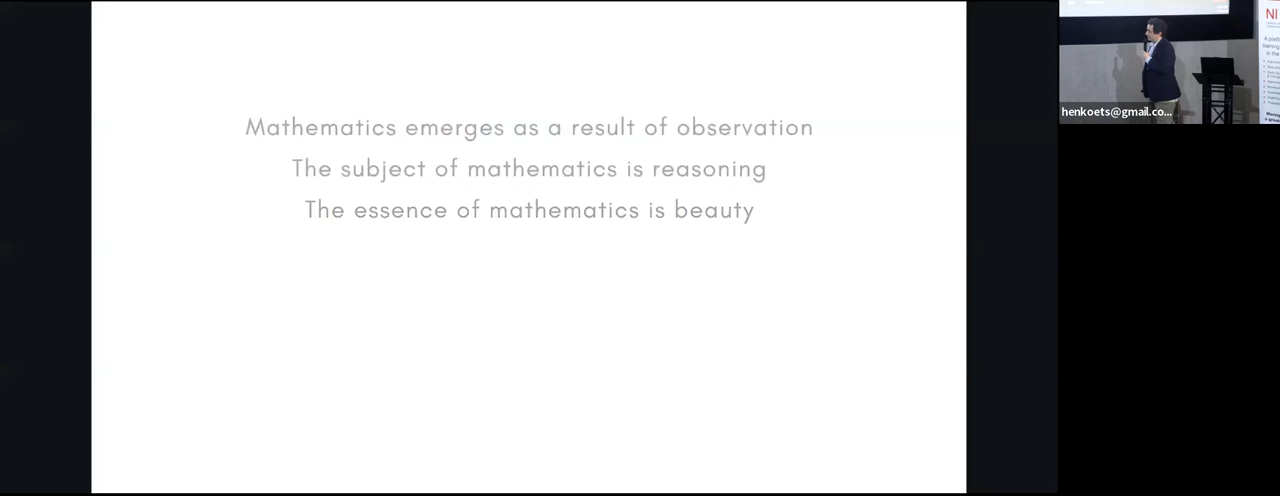 Mathematics emerges as a result of observation
The subject of mathematics is reasoning
The essence of mathematics is beauty
henkoets@gmail.co...
NI